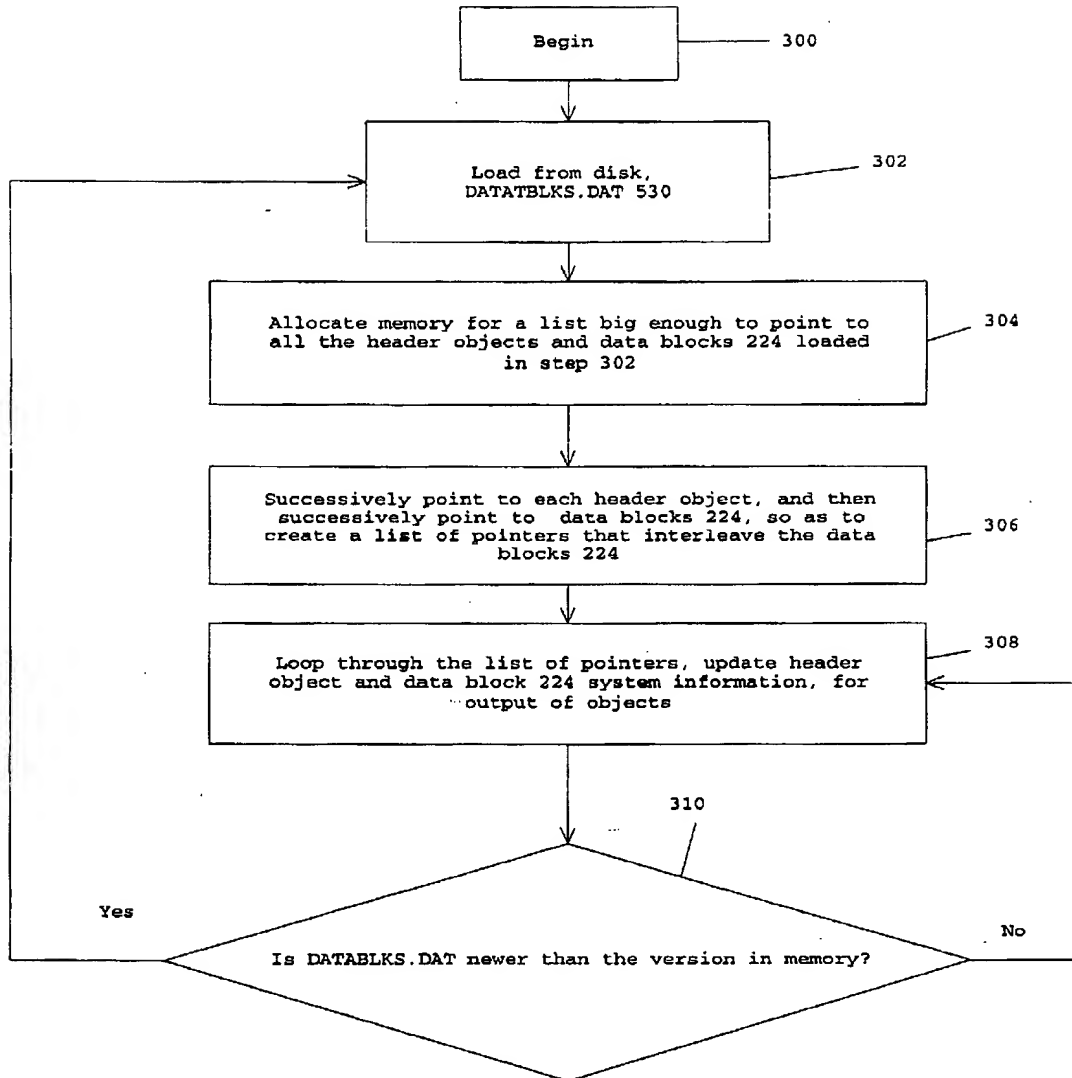 Begin
300
Load from disk,
DATATBLKS.DAT 530
302
Allocate memory for a list big enough to point to
all the header objects and data blocks 224 loaded
in step 302
304
Successively point to each header object, and then
successively point to data blocks 224, so as to
create a list of pointers that interleave the data
blocks 224
306
Loop through the list of pointers, update header
object and data block 224 system information, for
output of objects
308
310
Yes
No
Is DATABLKS.DAT newer than the version in memory?